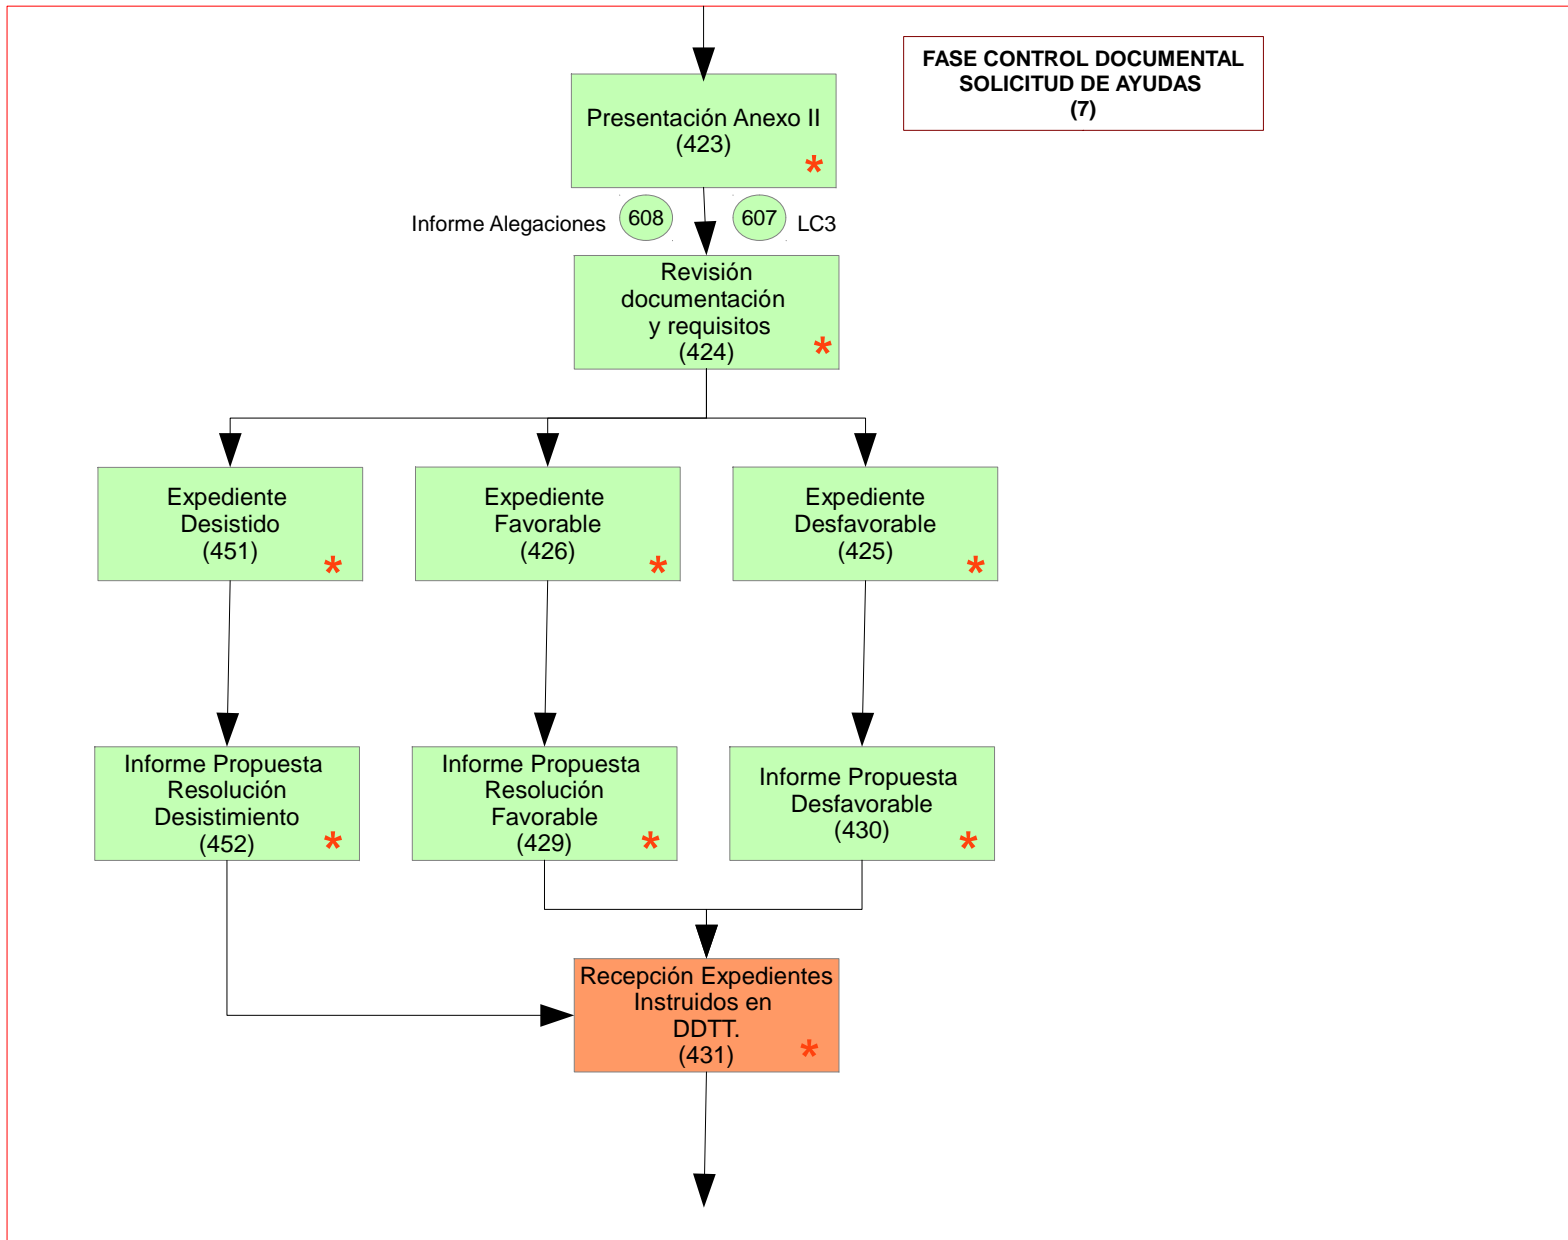 FASE CONTROL DOCUMENTAL
SOLICITUD DE AYUDAS
(7)
Presentación Anexo II
(423)
*
Informe Alegaciones
608
607
LC3
Revisión
documentación
y requisitos
(424)
*
Expediente
Desistido
(451)
*
Expediente
Favorable
(426)
*
Expediente
Desfavorable
(425)
*
Informe Propuesta
Resolución
Desistimiento
(452)
*
Informe Propuesta
Resolución
Favorable
(429)
*
Informe Propuesta
Desfavorable
(430)
*
Recepción Expedientes
Instruidos en
DDTT.
(431)
*